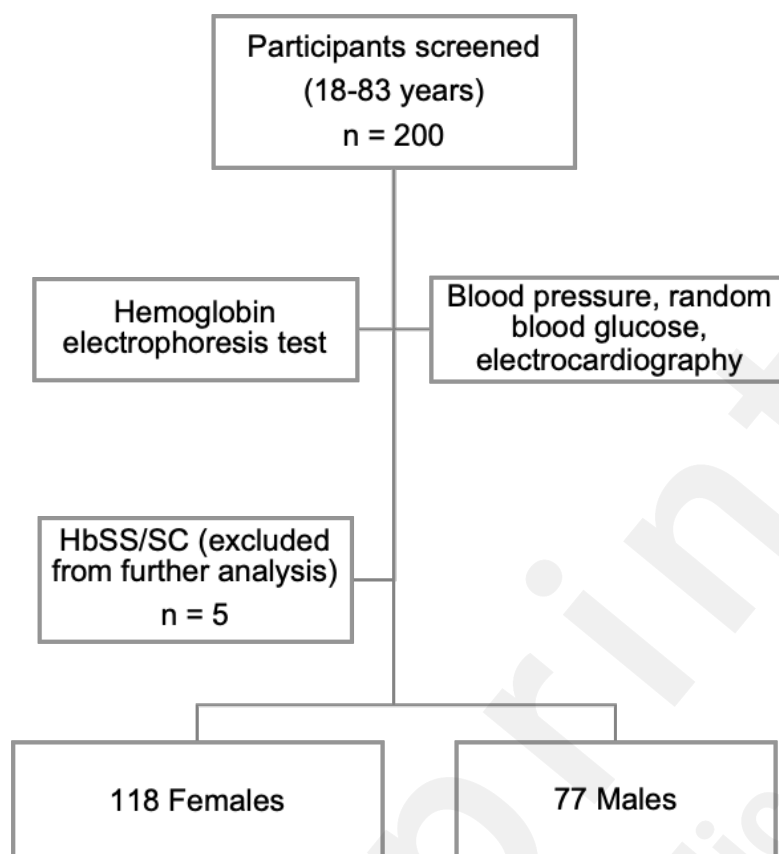 Participants screened
(18-83 years)
n = 200
Hemoglobin
electrophoresis test
Blood pressure, random
blood glucose,
electrocardiography
HbSS/SC (excluded
from further analysis)
n = 5
118 Females
77 Males
print